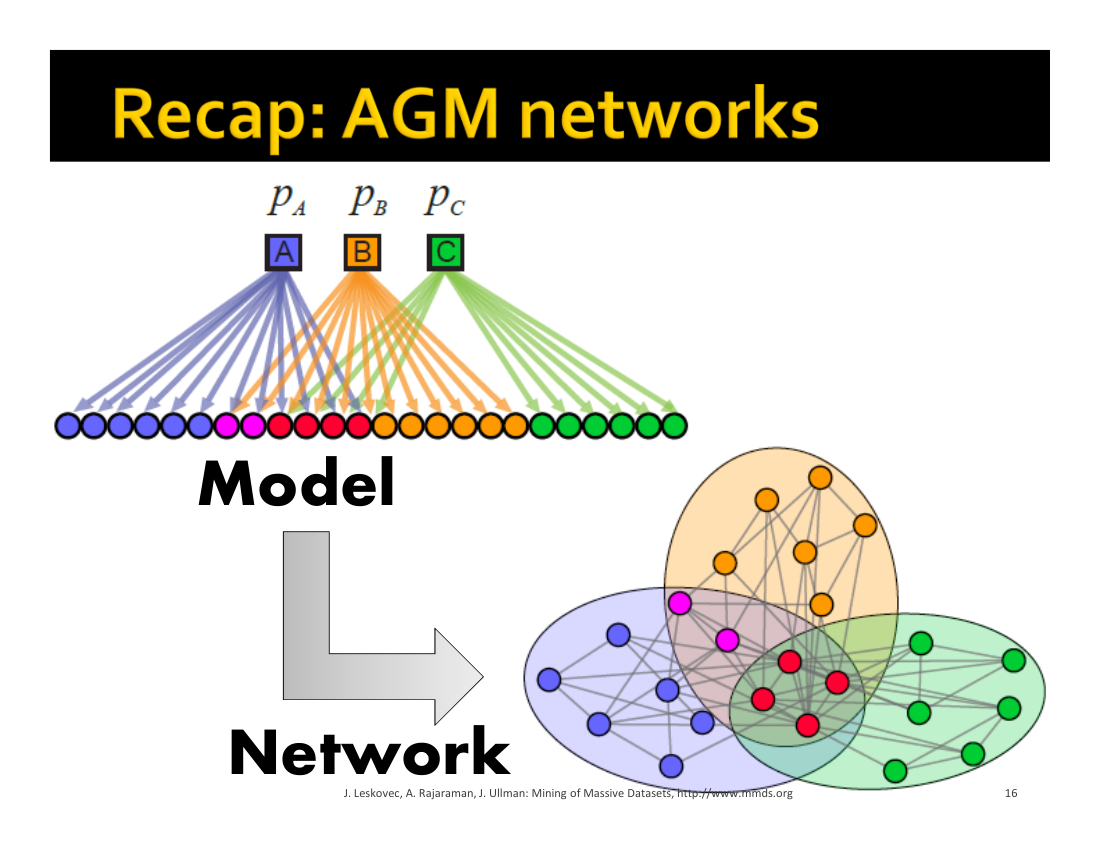 Recap: AGM networks
p_A p_B p_C
A B C
Model
Network
J. Leskovec, A. Rajaraman, J. Ullman: Mining of Massive Datasets, http://www.mmds.org 16